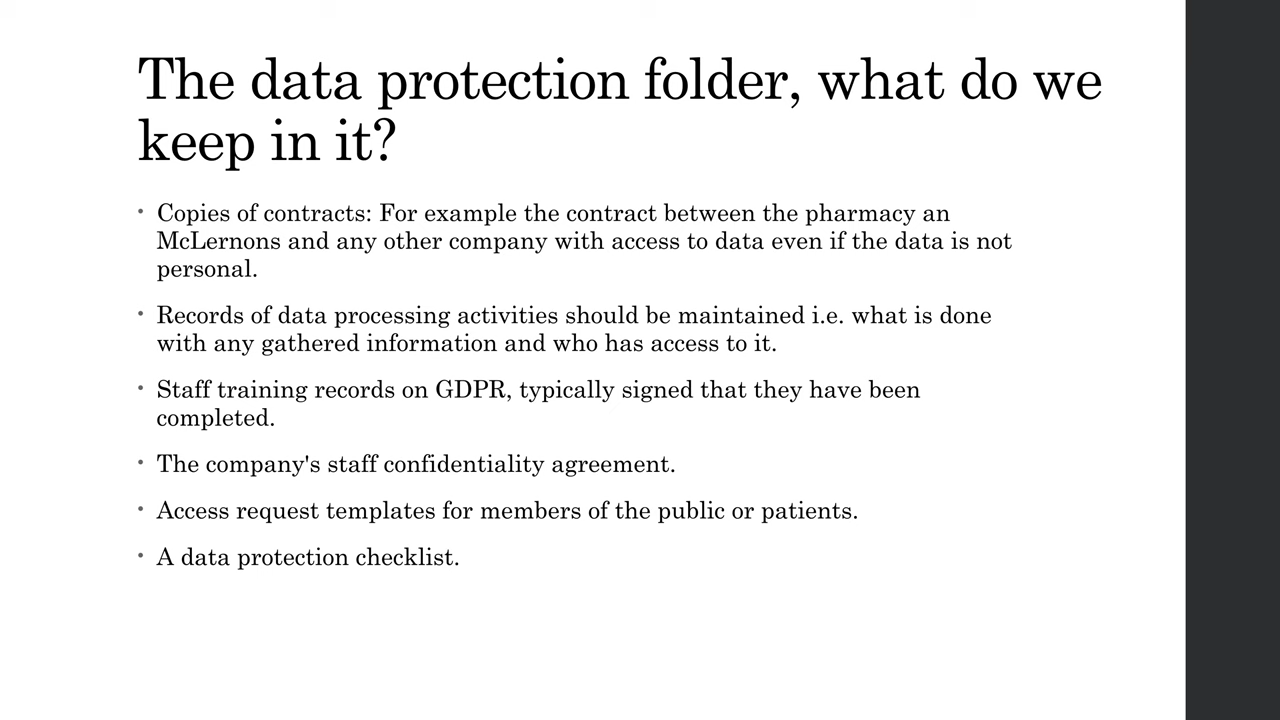 The data protection folder, what do we
keep in it?
• Copies of contracts: For example the contract between the pharmacy an
McLernons and any other company with access to data even if the data is not
personal.
• Records of data processing activities should be maintained i.e. what is done
with any gathered information and who has access to it.
• Staff training records on GDPR, typically signed that they have been
completed.
• The company's staff confidentiality agreement.
• Access request templates for members of the public or patients.
• A data protection checklist.